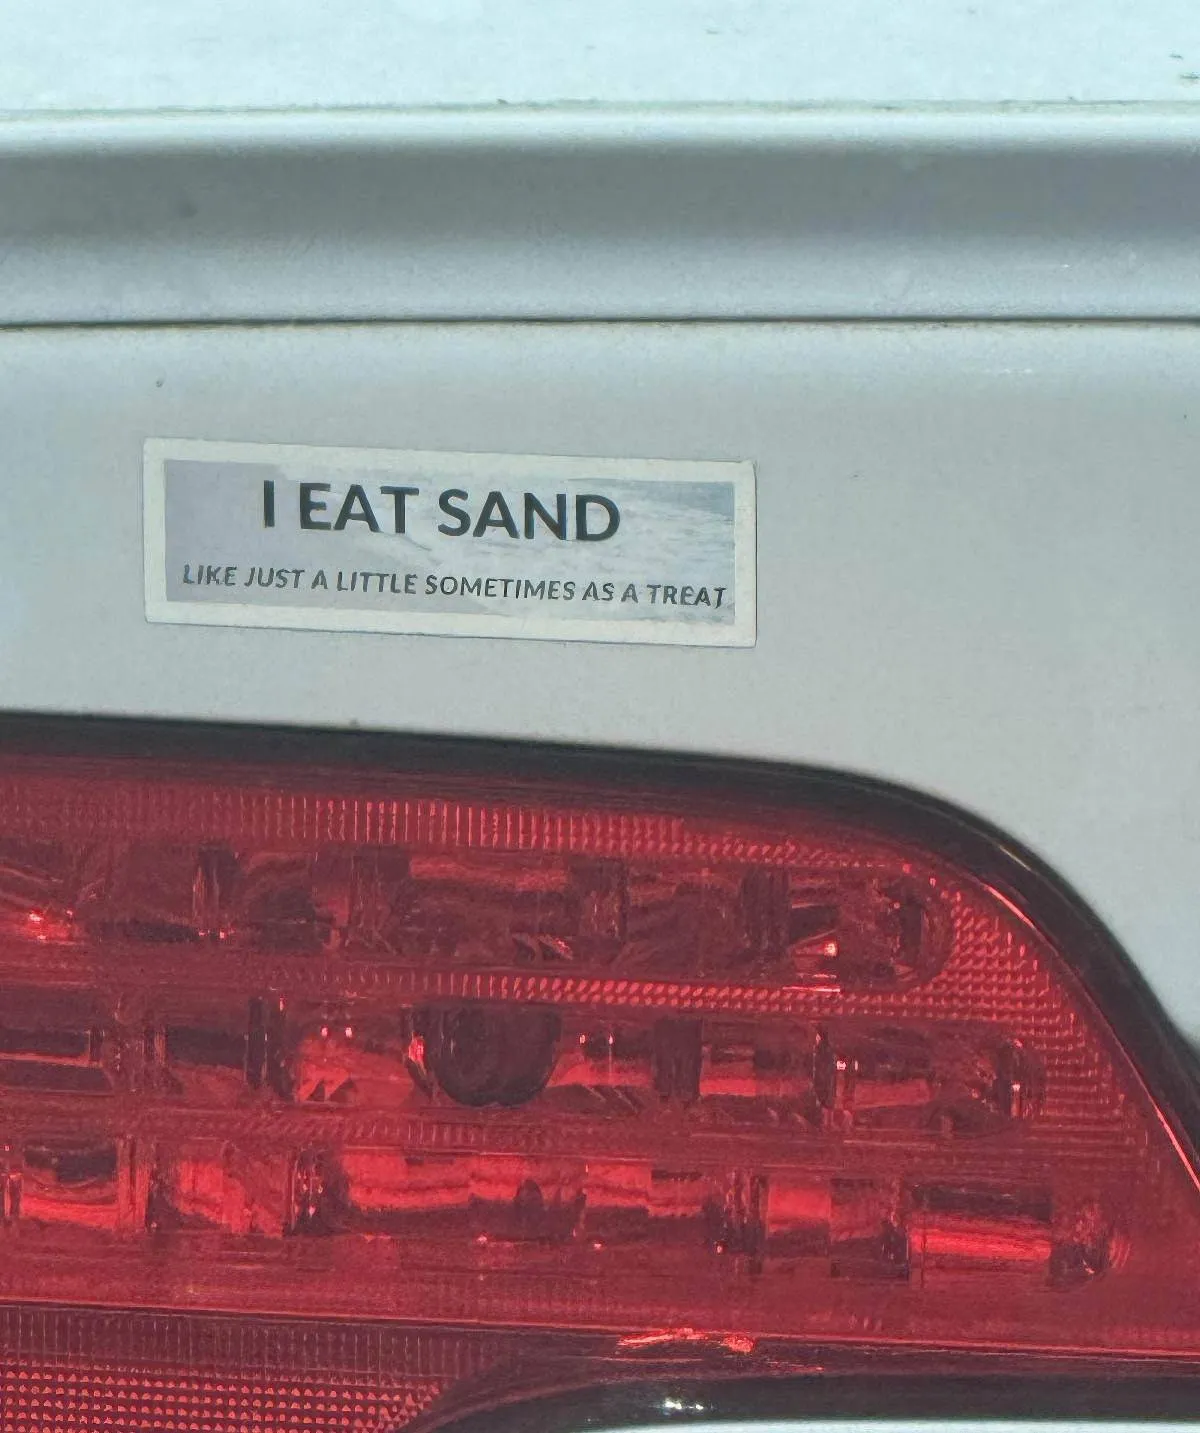 I EAT SAND
LIKE JUST A LITTLE SOMETIMES AS A TREAT